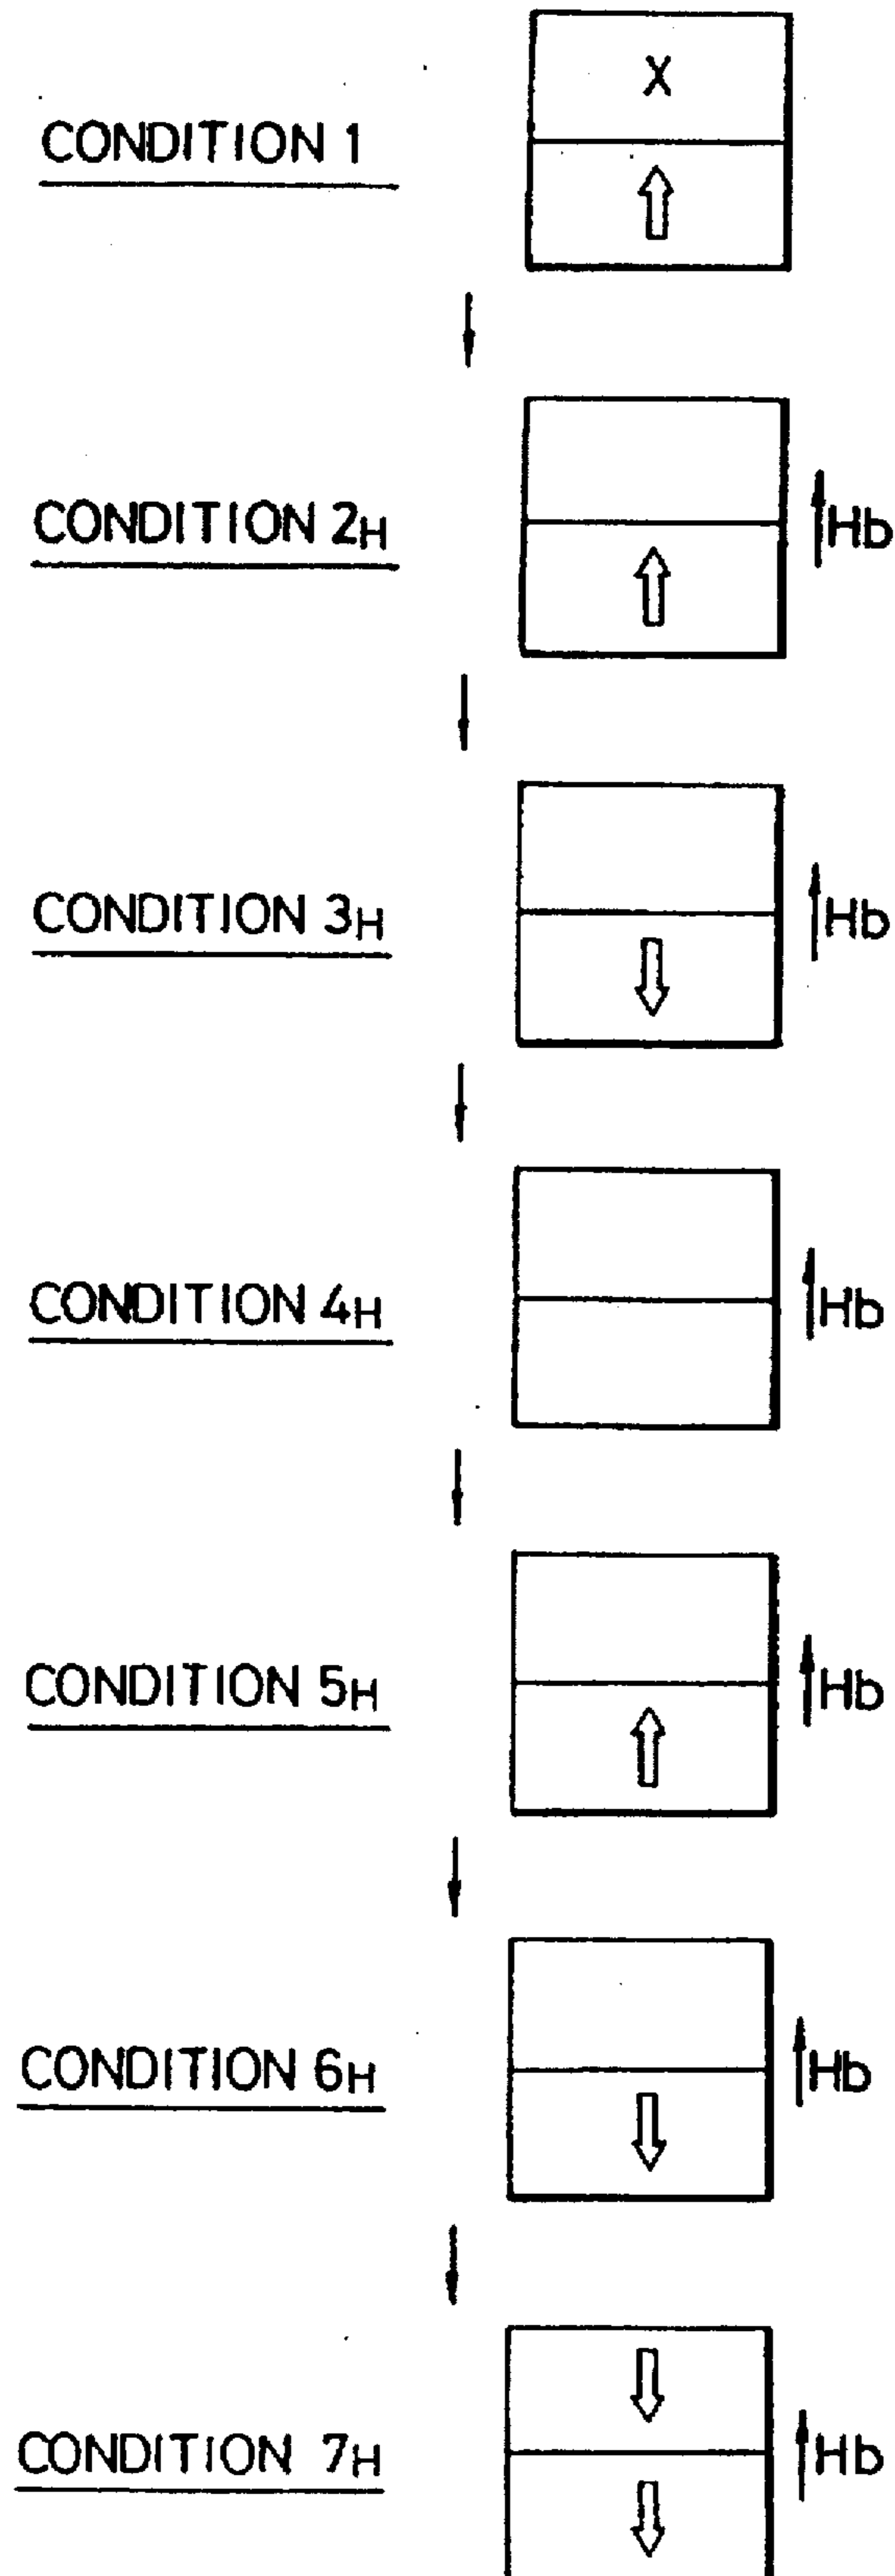 CONDITION 1
X
CONDITION 2H
Hb
CONDITION 3H
Hb
CONDITION 4H
Hb
CONDITION 5H
Hb
CONDITION 6H
Hb
CONDITION 7H
Hb